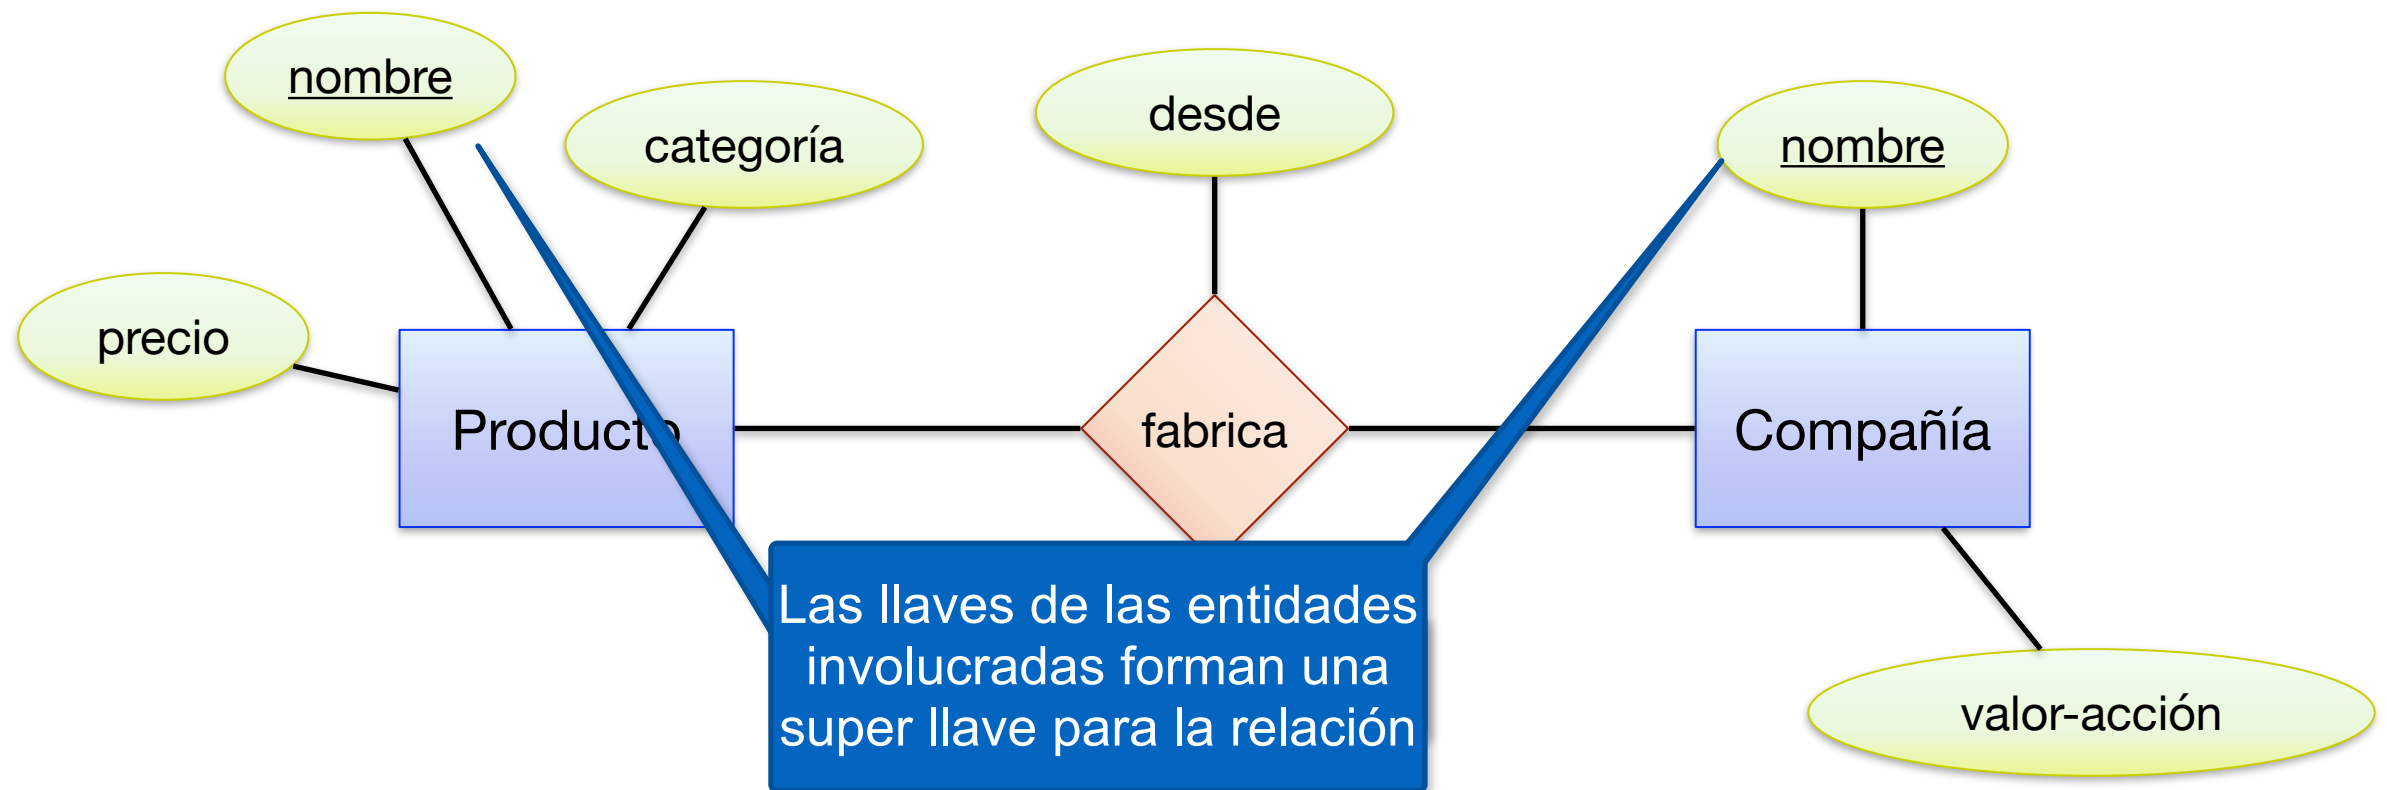 nombre
categoría
desde
nombre
precio
Producto
fabrica
Compañía
Las llaves de las entidades
involucradas forman una
super llave para la relación
valor-acción